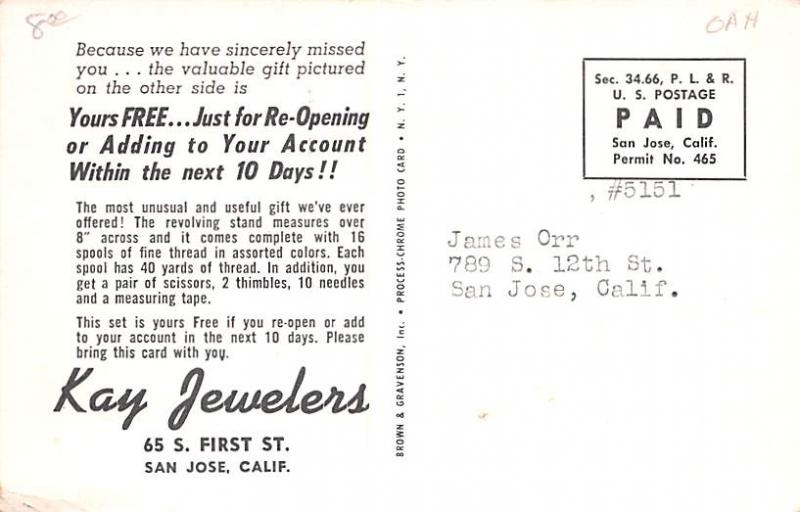 800
OAH
Because we have sincerely missed
you . . . the valuable gift pictured
on the other side is
Yours FREE...Just for Re-Opening
or Adding to Your Account
Within the next 10 Days!!
The most unusual and useful gift we've ever
offered! The revolving stand measures over
8" across and it comes complete with 16
spools of fine thread in assorted colors. Each
spool has 40 yards of thread. In addition, you
get a pair of scissors, 2 thimbles, 10 needles
and a measuring tape.
This set is yours Free if you re-open or add
to your account in the next 10 days. Please
bring this card with you.
Kay Jewelers
65 S. FIRST ST.
SAN JOSE, CALIF.
BROWN & GRAVENSON, Inc. • PROCESS-CHROME PHOTO CARD • N. Y. 1, N. Y.
Sec. 34.66, P. L. & R.
U. S. POSTAGE
PAID
San Jose, Calif.
Permit No. 465
, #5151
James Orr
789 S. 12th St.
San Jose, Calif.